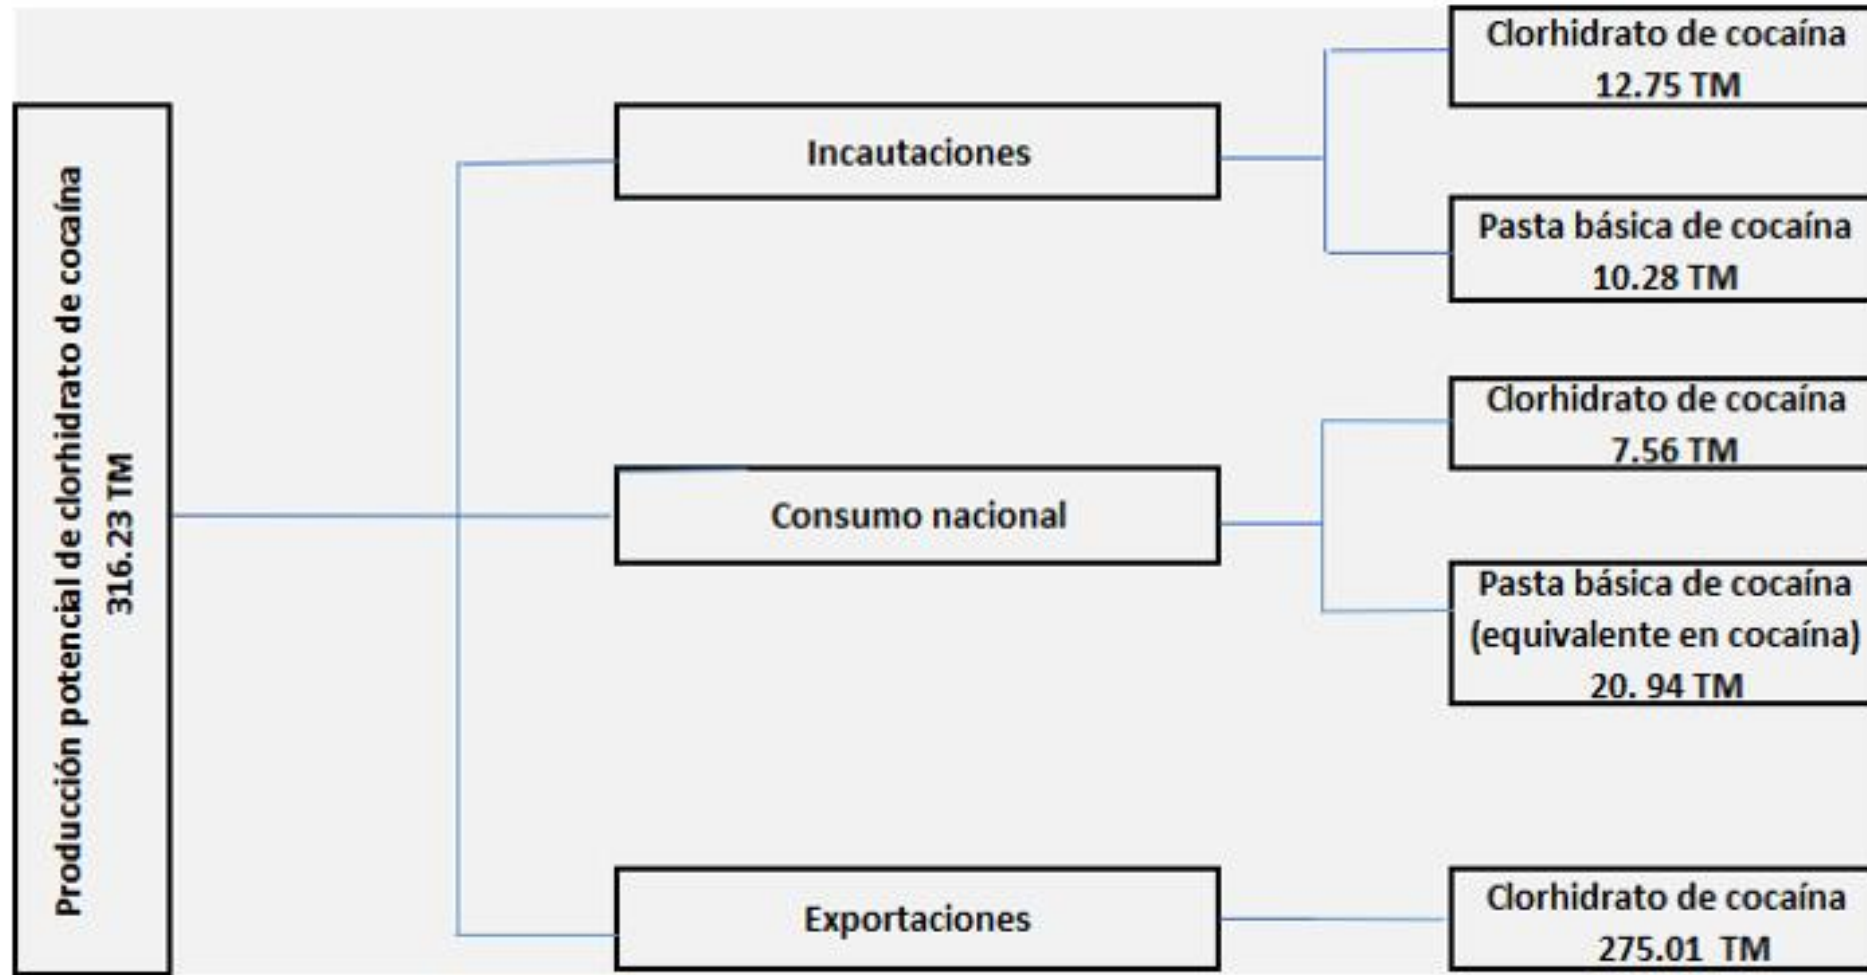 Producción potencial de clorhidrato de cocaína
316.23 TM
Incautaciones
Clorhidrato de cocaína
12.75 TM
Pasta básica de cocaína
10.28 TM
Consumo nacional
Clorhidrato de cocaína
7.56 TM
Pasta básica de cocaína
(equivalente en cocaína)
20. 94 TM
Exportaciones
Clorhidrato de cocaína
275.01 TM